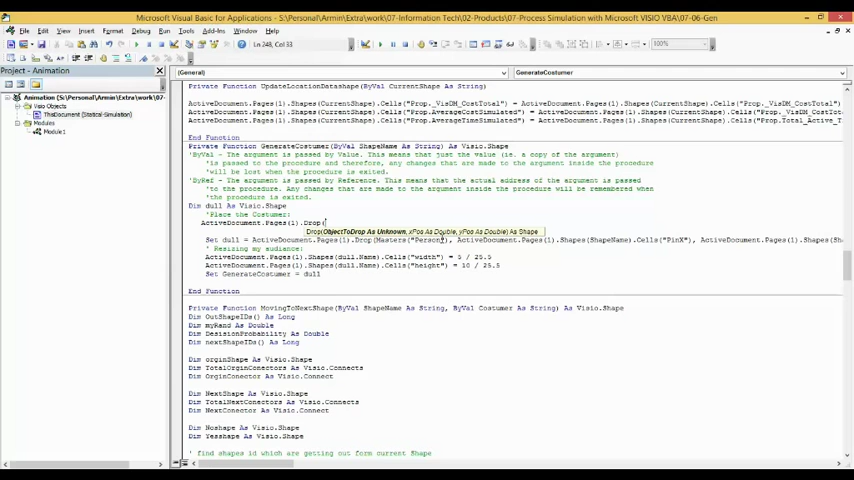 Microsoft Visual Basic for Applications - S:\Personal\Armin\Extra\work\07-Information Tech\02-Products\07-Process Simulation with Microsoft VISIO VBA\07-06-Gen
File Edit View Insert Format Debug Run Tools Add-Ins Window Help
Ln 248, Col 33
100%
Project - Animation
(General)
GenerateCostumer
Animation (S:\Personal\Armin\Extra\work\07-
Visio Objects
ThisDocument (Statical-Simulation)
Modules
Module1
Private Function UpdateLocationDatashape(ByVal CurrentShape As String)
ActiveDocument.Pages(1).Shapes(CurrentShape).Cells("Prop._VisDM_CostTotal") = ActiveDocument.Pages(1).Shapes(CurrentShape).Cells("Prop._VisDM_CostTotal")
ActiveDocument.Pages(1).Shapes(CurrentShape).Cells("Prop.AverageCostSimulated") = ActiveDocument.Pages(1).Shapes(CurrentShape).Cells("Prop._VisDM_Cost
ActiveDocument.Pages(1).Shapes(CurrentShape).Cells("Prop.AverageTimeSimulated") = ActiveDocument.Pages(1).Shapes(CurrentShape).Cells("Prop.Total_Active_T
End Function
Private Function GenerateCostumer(ByVal ShapeName As String) As Visio.Shape
'ByVal - The argument is passed by Value. This means that just the value (ie. a copy of the argument)
'is passed to the procedure and therefore, any changes that are made to the argument inside the procedure
'will be lost when the procedure is exited.
'ByRef - The argument is passed by Reference. This means that the actual address of the argument is passed
'to the procedure. Any changes that are made to the argument inside the procedure will be remembered when
'the procedure is exited.
Dim dull As Visio.Shape
'Place the Costumer:
ActiveDocument.Pages(1).Drop(
Drop(ObjectToDrop As Unknown, xPos As Double, yPos As Double) As Shape
Set dull = ActiveDocument.Pages(1).Drop(Masters("Person"), ActiveDocument.Pages(1).Shapes(ShapeName).Cells("PinX"), ActiveDocument.Pages(1).Shapes(S
' Resizing my audience:
ActiveDocument.Pages(1).Shapes(dull.Name).Cells("width") = 5 / 25.5
ActiveDocument.Pages(1).Shapes(dull.Name).Cells("height") = 10 / 25.5
Set GenerateCostumer = dull
End Function
Private Function MovingToNextShape(ByVal ShapeName As String, ByVal Costumer As String) As Visio.Shape
Dim OutShapeIDs() As Long
Dim myRand As Double
Dim DesisionProbability As Double
Dim nextShapeIDs() As Long
Dim orginShape As Visio.Shape
Dim TotalOrginConectors As Visio.Connects
Dim OrginConector As Visio.Connect
Dim NextShape As Visio.Shape
Dim TotalNextConectors As Visio.Connects
Dim NextConector As Visio.Connect
Dim Noshape As Visio.Shape
Dim Yesshape As Visio.Shape
' find shapes id which are getting out form current Shape